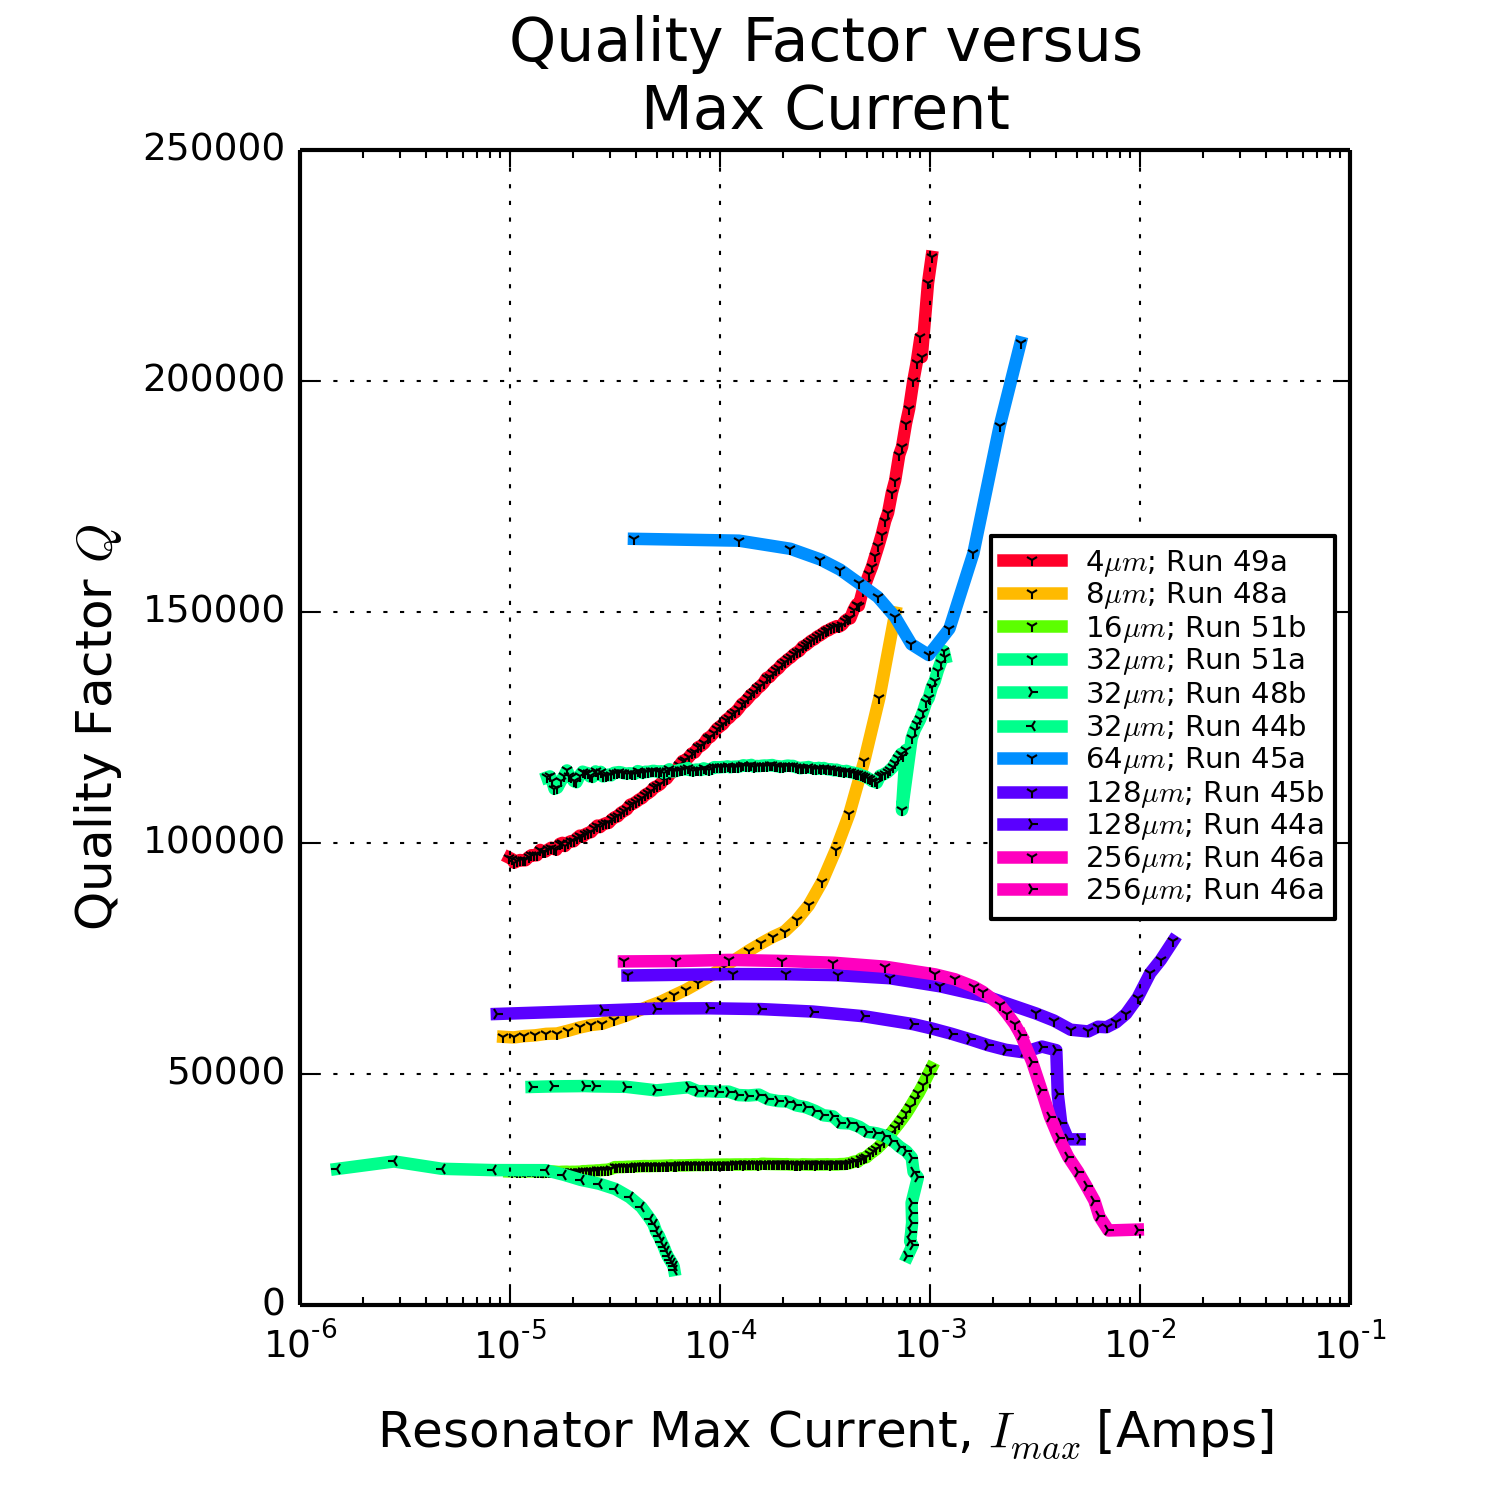 Quality Factor versus
Max Current
250000
200000
150000
100000
50000
0
Quality Factor Q
4μm; Run 49a
8μm; Run 48a
16μm; Run 51b
32μm; Run 51a
32μm; Run 48b
32μm; Run 44b
64μm; Run 45a
128μm; Run 45b
128μm; Run 44a
256μm; Run 46a
256μm; Run 46a
10^-6 10^-5 10^-4 10^-3 10^-2 10^-1
Resonator Max Current, I_max [Amps]